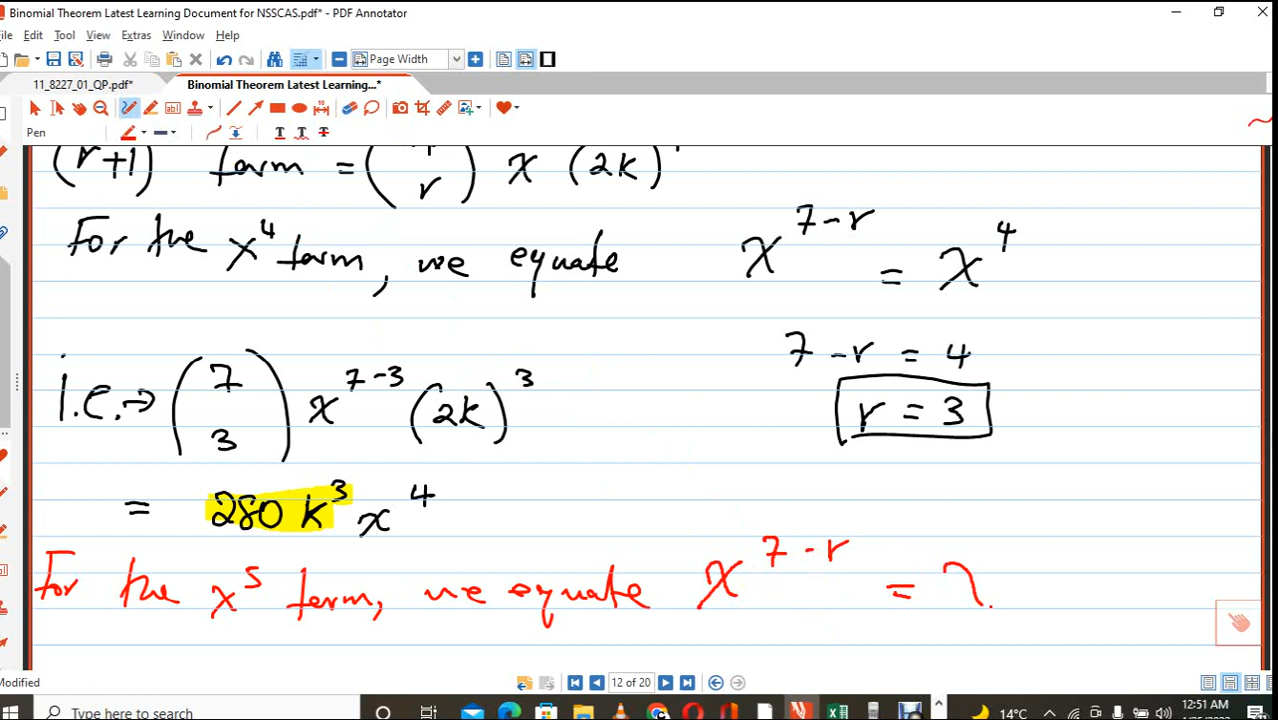 Binomial Theorem Latest Learning Document for NSSCAS.pdf* - PDF Annotator
ile Edit Tool View Extras Window Help
Page Width
11_8227_01_QP.pdf* Binomial Theorem Latest Learning...*
Pen
(r+1) term = ( r ) x (2k)
For the x⁴ term, we equate x⁷⁻ʳ = x⁴
7 - r = 4
i.e. → (7 3) x⁷⁻³ (2k)³
r = 3
= 280 k³ x⁴
For the x⁵ term, we equate x⁷⁻ʳ =
Modified 12 of 20
12:51 AM
Type here to search 14°C